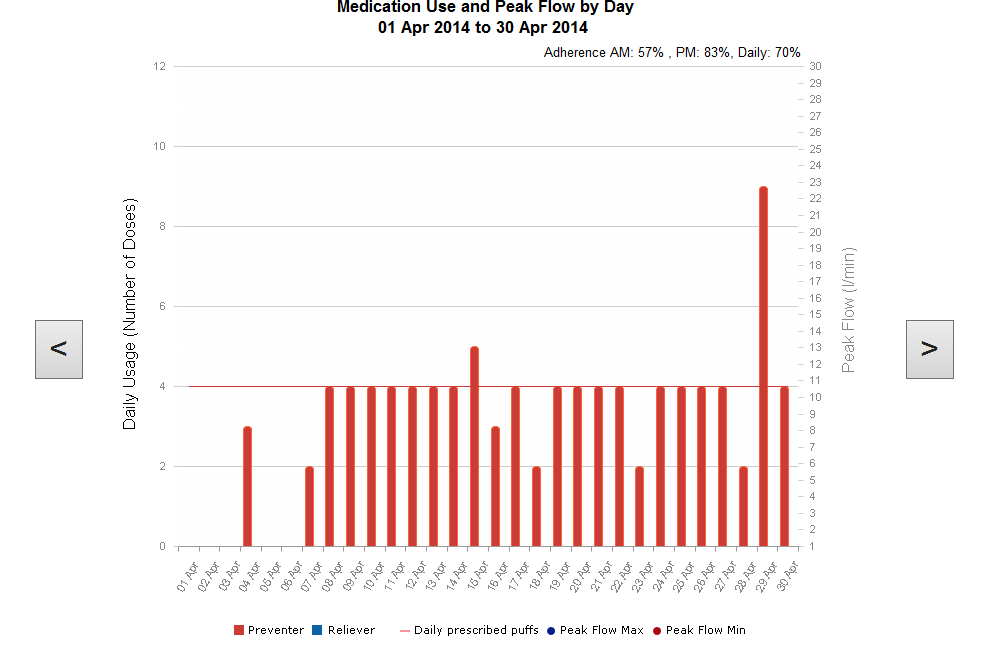 Medication Use and Peak Flow by Day
01 Apr 2014 to 30 Apr 2014
Adherence AM: 57% , PM: 83%, Daily: 70%
Daily Usage (Number of Doses)
12
10
8
6
4
2
0
30
29
28
27
26
25
24
23
22
21
20
19
18
17
16
15
14
13
12
11
10
9
8
7
6
5
4
3
2
1
Peak Flow (l/min)
<
>
01 Apr
02 Apr
03 Apr
04 Apr
05 Apr
06 Apr
07 Apr
08 Apr
09 Apr
10 Apr
11 Apr
12 Apr
13 Apr
14 Apr
15 Apr
16 Apr
17 Apr
18 Apr
19 Apr
20 Apr
21 Apr
22 Apr
23 Apr
24 Apr
25 Apr
26 Apr
27 Apr
28 Apr
29 Apr
30 Apr
Preventer Reliever Daily prescribed puffs Peak Flow Max Peak Flow Min